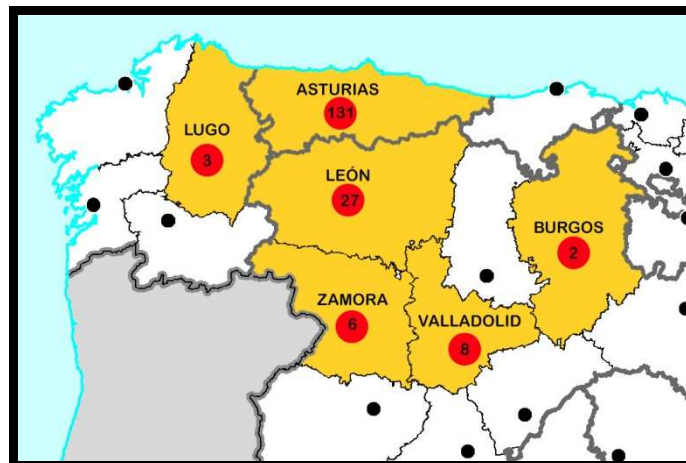 ASTURIAS
131
LUGO
3
LEÓN
27
BURGOS
2
ZAMORA
6
VALLADOLID
8